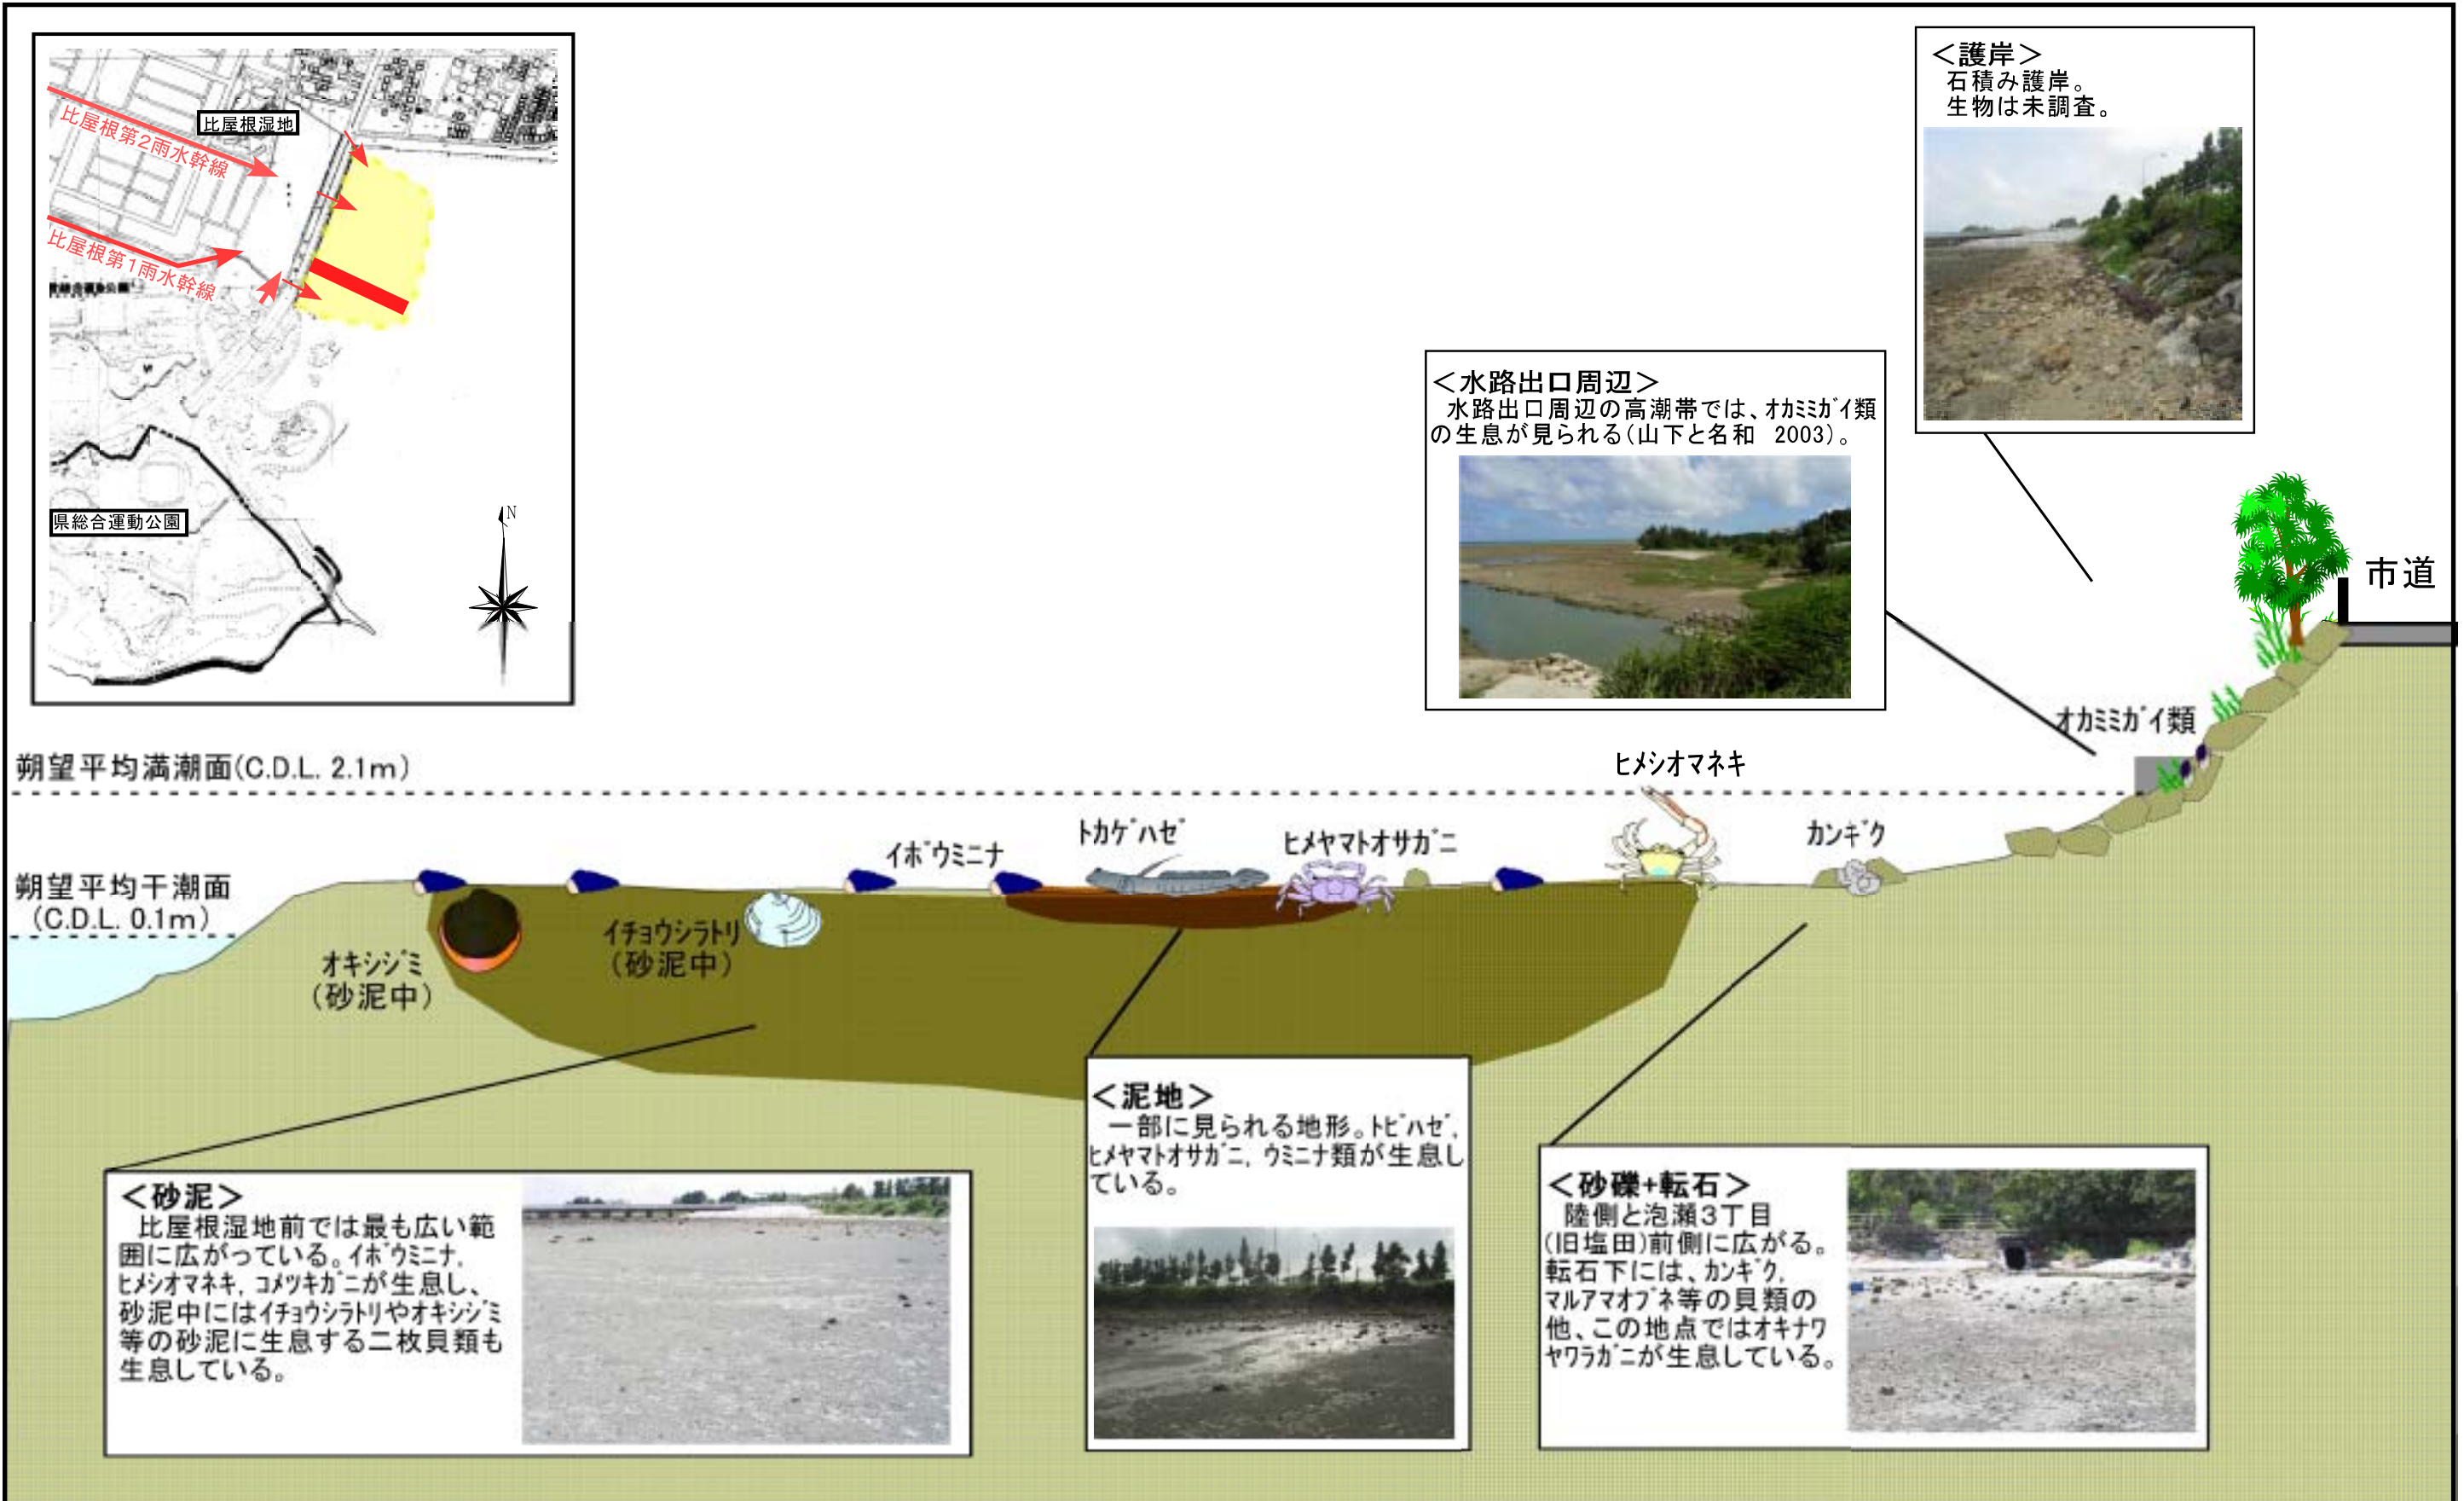 比屋根湿地
比屋根第2雨水幹線
比屋根第1雨水幹線
県総合運動公園
N
＜護岸＞
石積み護岸。
生物は未調査。
＜水路出口周辺＞
水路出口周辺の高潮帯では、ｵｶﾐﾐｶﾞｲ類
の生息が見られる(山下と名和　2003)。
市道
オカミミガイ類
朔望平均満潮面(C.D.L. 2.1m)
ヒメシオマネキ
トカゲハゼ
イボウミニナ
ヒメヤマトオサガニ
カンギク
朔望平均干潮面
(C.D.L. 0.1m)
オキシジミ
(砂泥中)
イチョウシラトリ
(砂泥中)
＜砂泥＞
比屋根湿地前では最も広い範
囲に広がっている。ｲﾎﾞｳﾐﾆﾅ,
ﾋﾒｼｵﾏﾈｷ, ｺﾒﾂｷｶﾞﾆが生息し、
砂泥中にはｲﾁｮｳｼﾗﾄﾘやｵｷｼｼﾞﾐ
等の砂泥に生息する二枚貝類も
生息している。
＜泥地＞
一部に見られる地形。ﾄﾋﾞﾊｾﾞ,
ﾋﾒﾔﾏﾄｵｻｶﾞﾆ, ｳﾐﾆﾅ類が生息し
ている。
＜砂礫+転石＞
陸側と泡瀬3丁目
(旧塩田)前側に広がる。
転石下には、ｶﾝｷﾞｸ,
ﾏﾙｱﾏｵﾌﾞﾈ等の貝類の
他、この地点ではｵｷﾅﾜ
ﾔﾜﾗｶﾞﾆが生息している。